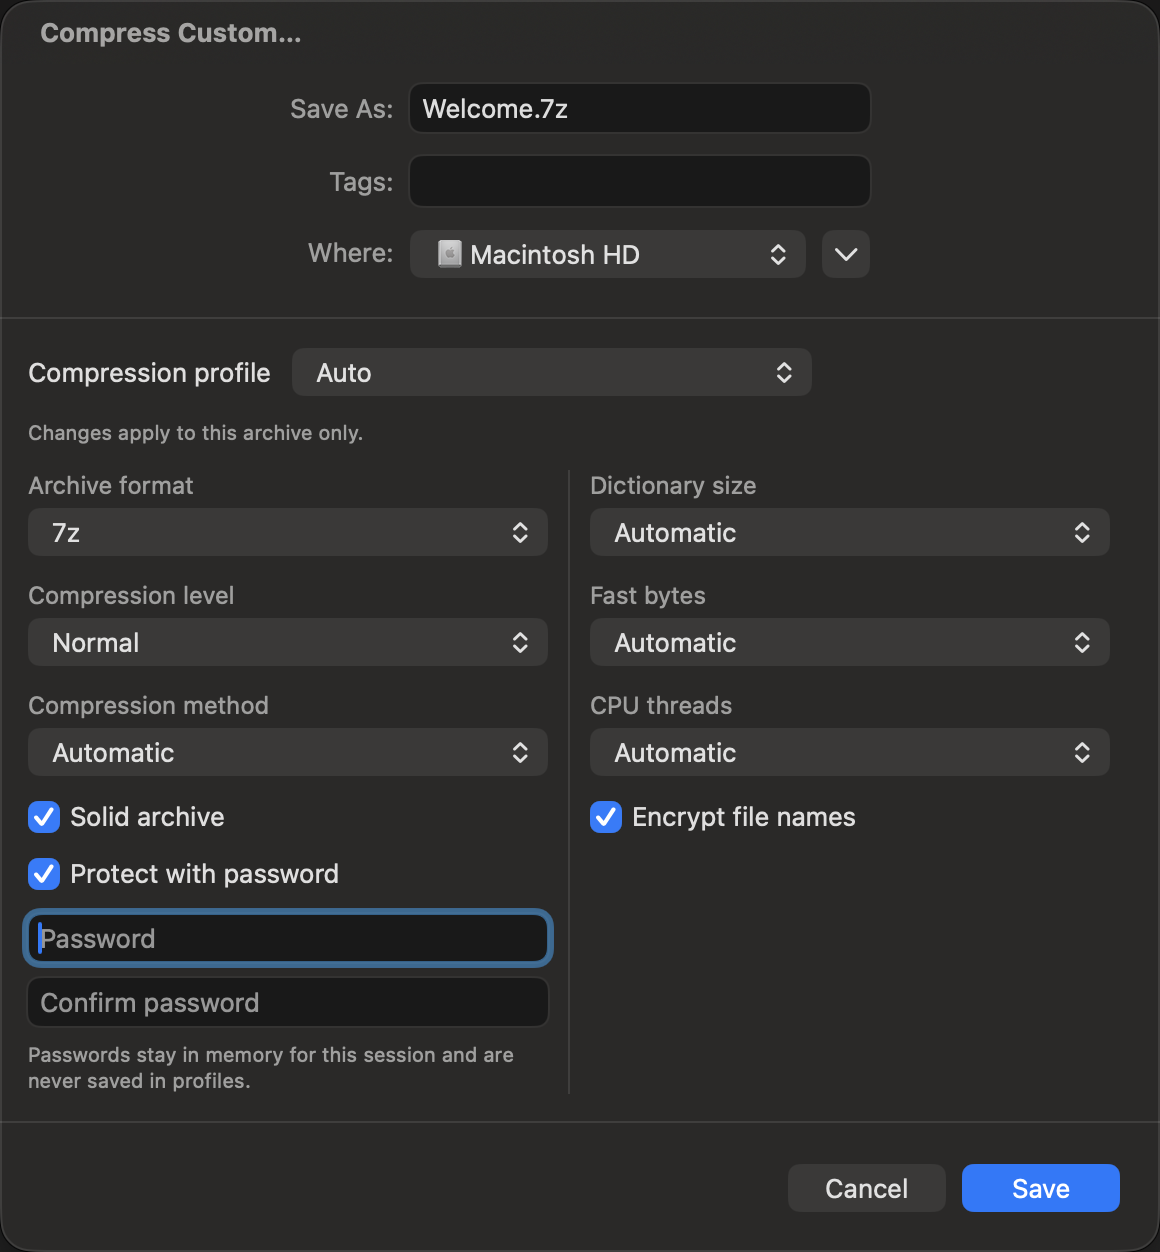 Compress Custom...
Save As: Welcome.7z
Tags:
Where: Macintosh HD
Compression profile Auto
Changes apply to this archive only.
Archive format
7z
Compression level
Normal
Compression method
Automatic
Solid archive
Protect with password
Password
Confirm password
Passwords stay in memory for this session and are
never saved in profiles.
Dictionary size
Automatic
Fast bytes
Automatic
CPU threads
Automatic
Encrypt file names
Cancel Save